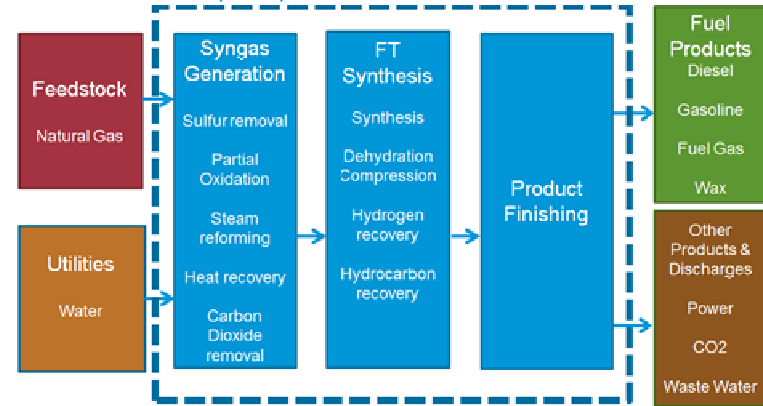 Feedstock
Natural Gas
Utilities
Water
Syngas
Generation
Sulfur removal
Partial
Oxidation
Steam
reforming
Heat recovery
Carbon
Dioxide
removal
FT
Synthesis
Synthesis
Dehydration
Compression
Hydrogen
recovery
Hydrocarbon
recovery
Product
Finishing
Fuel
Products
Diesel
Gasoline
Fuel Gas
Wax
Other
Products &
Discharges
Power
CO2
Waste Water